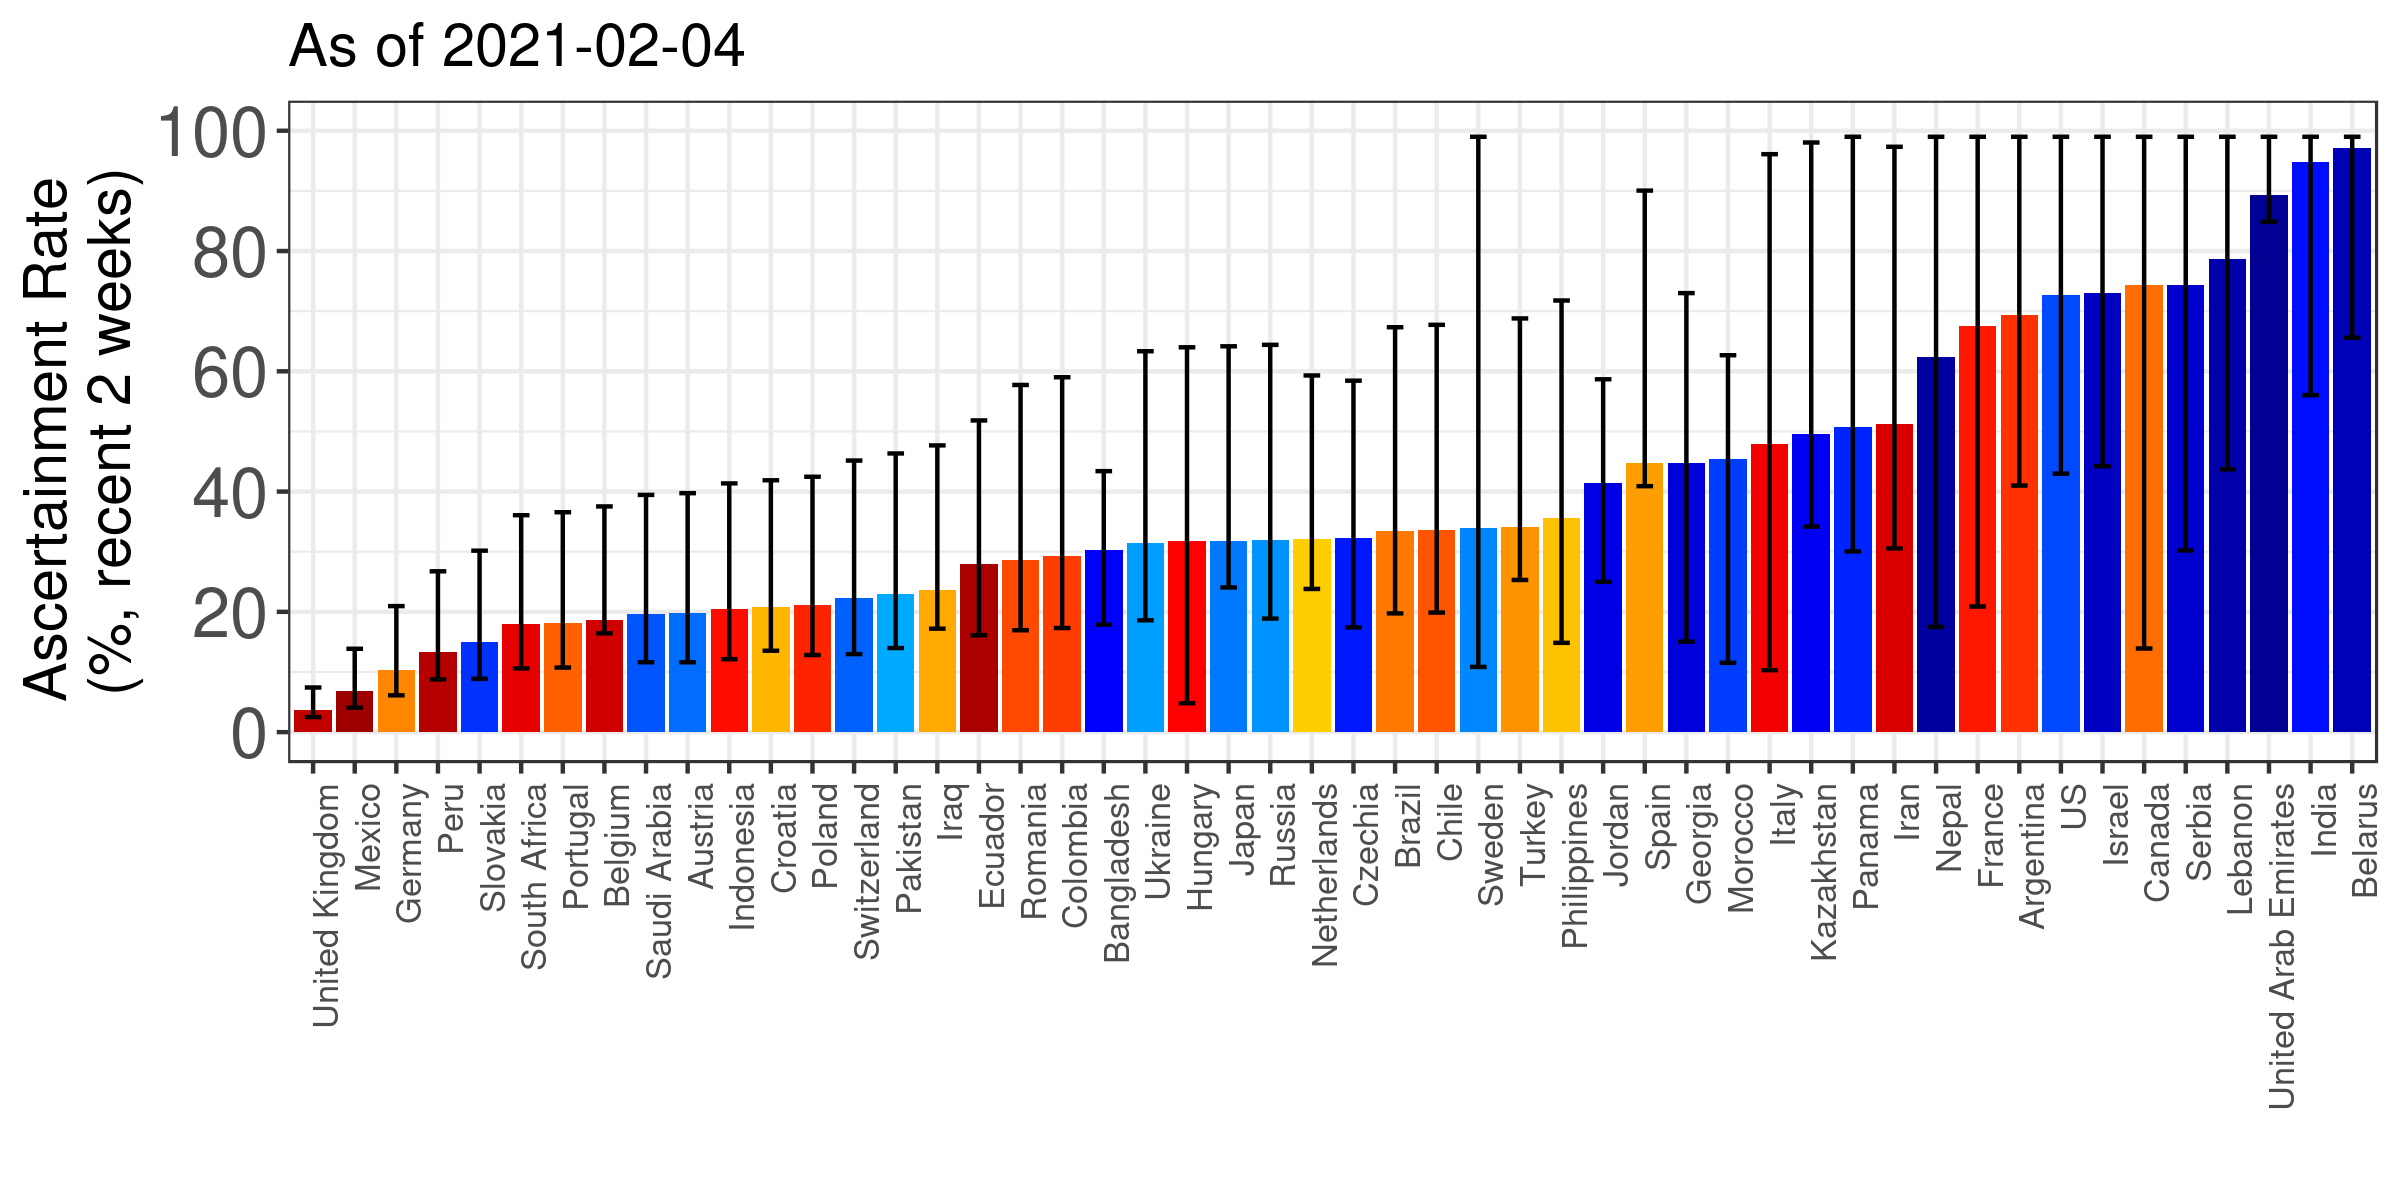 As of 2021-02-04
Ascertainment Rate
(%, recent 2 weeks)
100
80
60
40
20
0
United Kingdom
Mexico
Germany
Peru
Slovakia
South Africa
Portugal
Belgium
Saudi Arabia
Austria
Indonesia
Croatia
Poland
Switzerland
Pakistan
Iraq
Ecuador
Romania
Colombia
Bangladesh
Ukraine
Hungary
Japan
Russia
Netherlands
Czechia
Brazil
Chile
Sweden
Turkey
Philippines
Jordan
Spain
Georgia
Morocco
Italy
Kazakhstan
Panama
Iran
Nepal
France
Argentina
US
Israel
Canada
Serbia
Lebanon
United Arab Emirates
India
Belarus